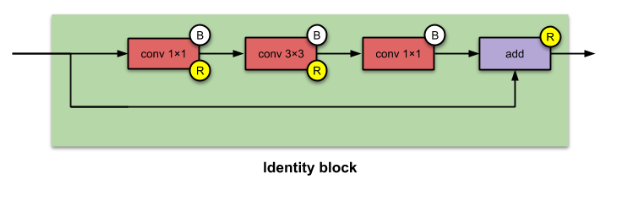 B B B R
conv 1×1 conv 3×3 conv 1×1 add
R R
Identity block